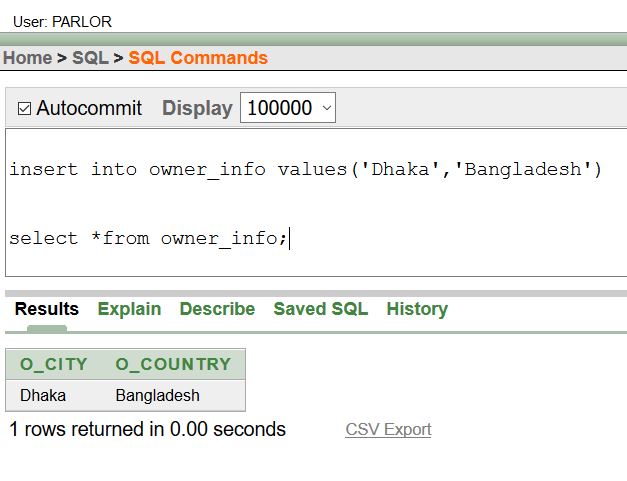 User: PARLOR
Home > SQL > SQL Commands
Autocommit Display 100000
insert into owner_info values('Dhaka','Bangladesh')
select *from owner_info;
Results Explain Describe Saved SQL History
O_CITY O_COUNTRY
Dhaka Bangladesh
1 rows returned in 0.00 seconds CSV Export